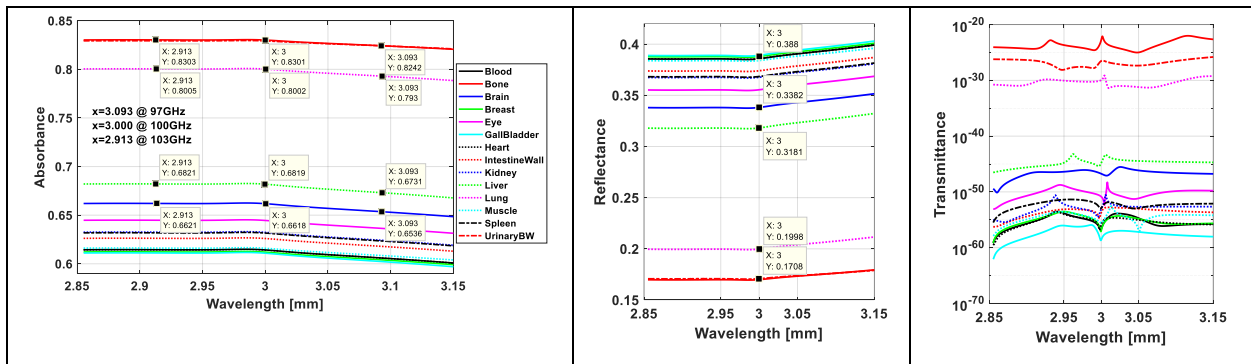 0.85
0.8
0.75
0.7
0.65
0.6
Absorbance
X: 2.913
Y: 0.8303
X: 3
Y: 0.8301
X: 3.093
Y: 0.8242
X: 2.913
Y: 0.8005
X: 3
Y: 0.8002
X: 3.093
Y: 0.793
x=3.093 @ 97GHz
x=3.000 @ 100GHz
x=2.913 @ 103GHz
X: 2.913
Y: 0.6821
X: 3
Y: 0.6819
X: 3.093
Y: 0.6731
X: 2.913
Y: 0.6621
X: 3
Y: 0.6618
X: 3.093
Y: 0.6536
2.85
2.9
2.95
3
3.05
3.1
3.15
Wavelength [mm]
Blood
Bone
Brain
Breast
Eye
GallBladder
Heart
IntestineWall
Kidney
Liver
Lung
Muscle
Spleen
UrinaryBW
0.4
0.35
0.3
0.25
0.2
0.15
Reflectance
X: 3
Y: 0.388
X: 3
Y: 0.3382
X: 3
Y: 0.3181
X: 3
Y: 0.1998
X: 3
Y: 0.1708
2.85
2.95
3
3.05
3.15
Wavelength [mm]
10^-20
10^-30
10^-40
10^-50
10^-60
10^-70
Transmittance
2.85
2.95
3
3.05
3.15
Wavelength [mm]